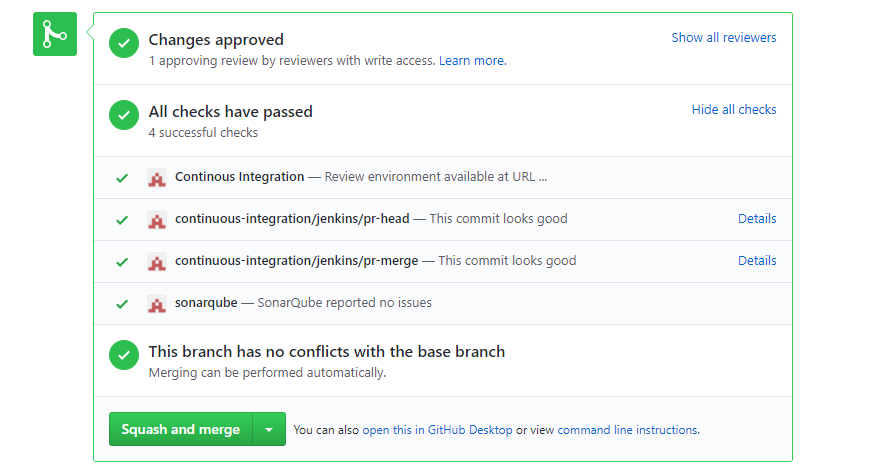 Changes approved
Show all reviewers
1 approving review by reviewers with write access. Learn more.
All checks have passed
Hide all checks
4 successful checks
Continous Integration — Review environment available at URL ...
continuous-integration/jenkins/pr-head — This commit looks good
Details
continuous-integration/jenkins/pr-merge — This commit looks good
Details
sonarqube — SonarQube reported no issues
This branch has no conflicts with the base branch
Merging can be performed automatically.
Squash and merge
You can also open this in GitHub Desktop or view command line instructions.